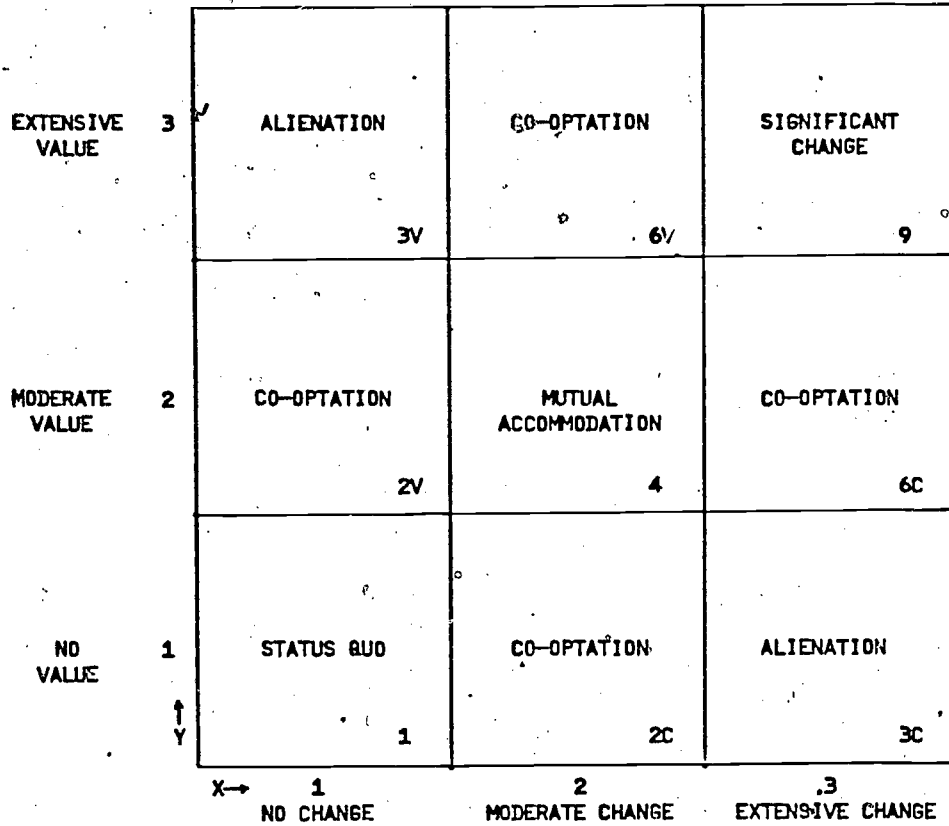 EXTENSIVE 3 ALIENATION CO-OPTATION SIGNIFICANT
VALUE CHANGE
3V 6V 9
MODERATE 2 CO-OPTATION MUTUAL CO-OPTATION
VALUE ACCOMMODATION
2V 4 6C
NO 1 STATUS QUO CO-OPTATION ALIENATION
VALUE
↑
Y 1 2C 3C
X→ 1 2 3
NO CHANGE MODERATE CHANGE EXTENSIVE CHANGE